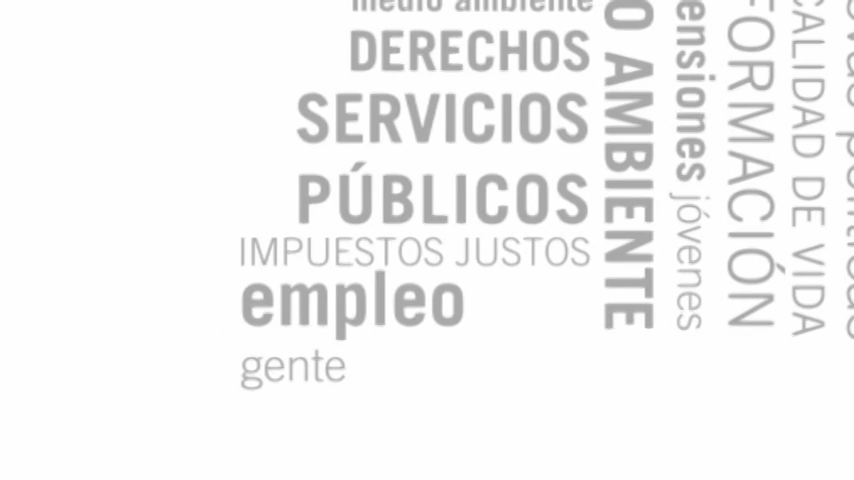 medio ambiente
DERECHOS
SERVICIOS
PÚBLICOS
IMPUESTOS JUSTOS
empleo
gente
O AMBIENTE
ensiones jóvenes
FORMACIÓN
CALIDAD DE VIDA